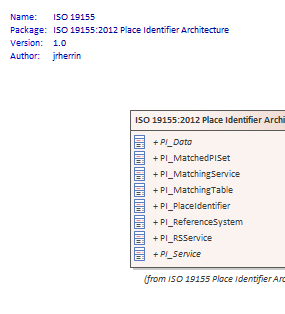 Name: ISO 19155
Package: ISO 19155:2012 Place Identifier Architecture
Version: 1.0
Author: jrherrin
ISO 19155:2012 Place Identifier Archi
+ PI_Data
+ PI_MatchedPISet
+ PI_MatchingService
+ PI_MatchingTable
+ PI_PlaceIdentifier
+ PI_ReferenceSystem
+ PI_RSService
+ PI_Service
(from ISO 19155 Place Identifier Arc